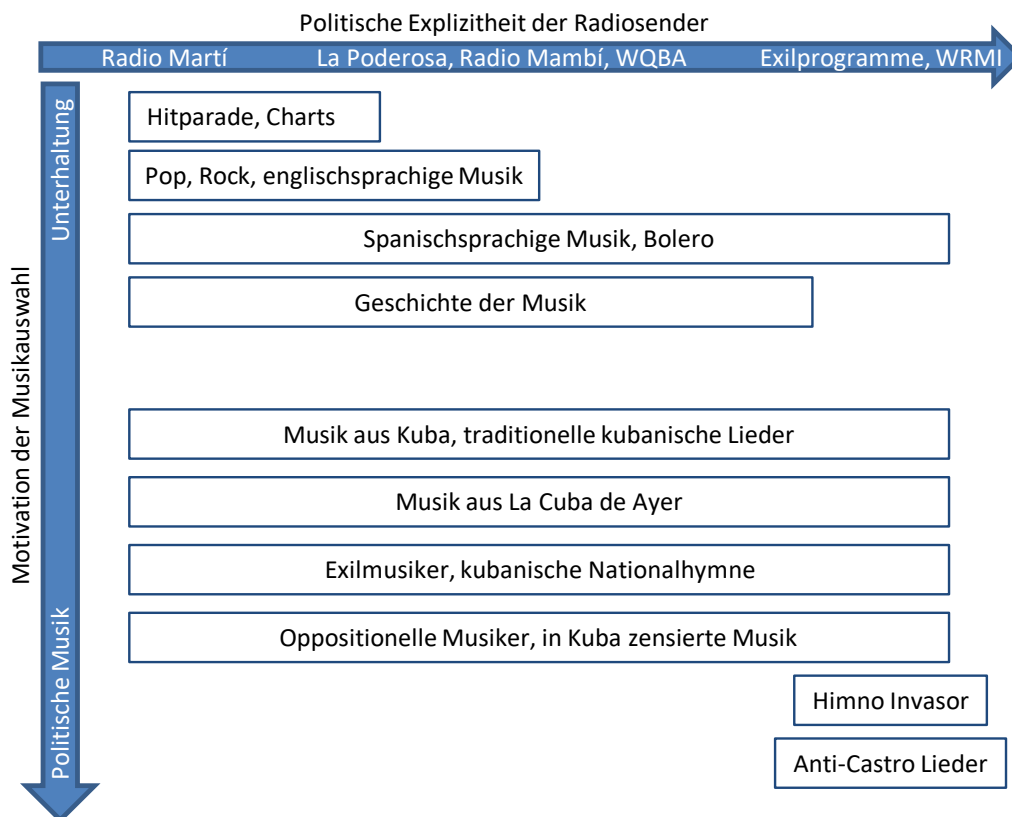 Politische Explizitheit der Radiosender
Radio Martí La Poderosa, Radio Mambí, WQBA Exilprogramme, WRMI
Motivation der Musikauswahl
Unterhaltung
Politische Musik
Hitparade, Charts
Pop, Rock, englischsprachige Musik
Spanischsprachige Musik, Bolero
Geschichte der Musik
Musik aus Kuba, traditionelle kubanische Lieder
Musik aus La Cuba de Ayer
Exilmusiker, kubanische Nationalhymne
Oppositionelle Musiker, in Kuba zensierte Musik
Himno Invasor
Anti-Castro Lieder